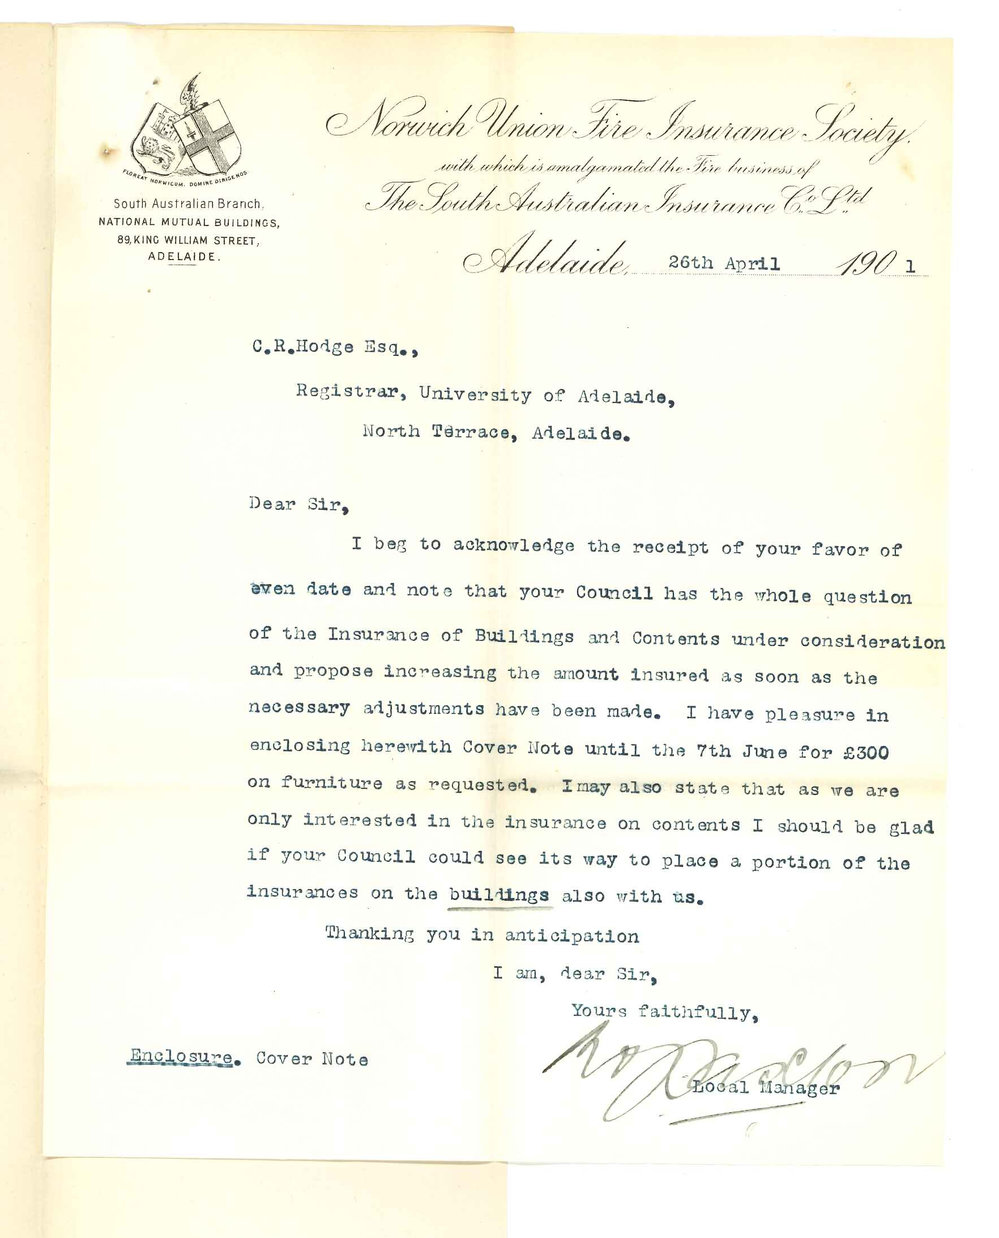 FLOREAT NORWICUM. DOMINE DIRIGE NOS
South Australian Branch,
NATIONAL MUTUAL BUILDINGS,
89, KING WILLIAM STREET,
ADELAIDE.
Norwich Union Fire Insurance Society.
with which is amalgamated the Fire business of
The South Australian Insurance Co. Ltd
Adelaide, 26th April 1901
C.R.Hodge Esq.,
Registrar, University of Adelaide,
North Terrace, Adelaide.
Dear Sir,
I beg to acknowledge the receipt of your favor of
even date and note that your Council has the whole question
of the Insurance of Buildings and Contents under consideration
and propose increasing the amount insured as soon as the
necessary adjustments have been made. I have pleasure in
enclosing herewith Cover Note until the 7th June for £300
on furniture as requested. I may also state that as we are
only interested in the insurance on contents I should be glad
if your Council could see its way to place a portion of the
insurances on the buildings also with us.
Thanking you in anticipation
I am, dear Sir,
Yours faithfully,
Enclosure. Cover Note
Local Manager